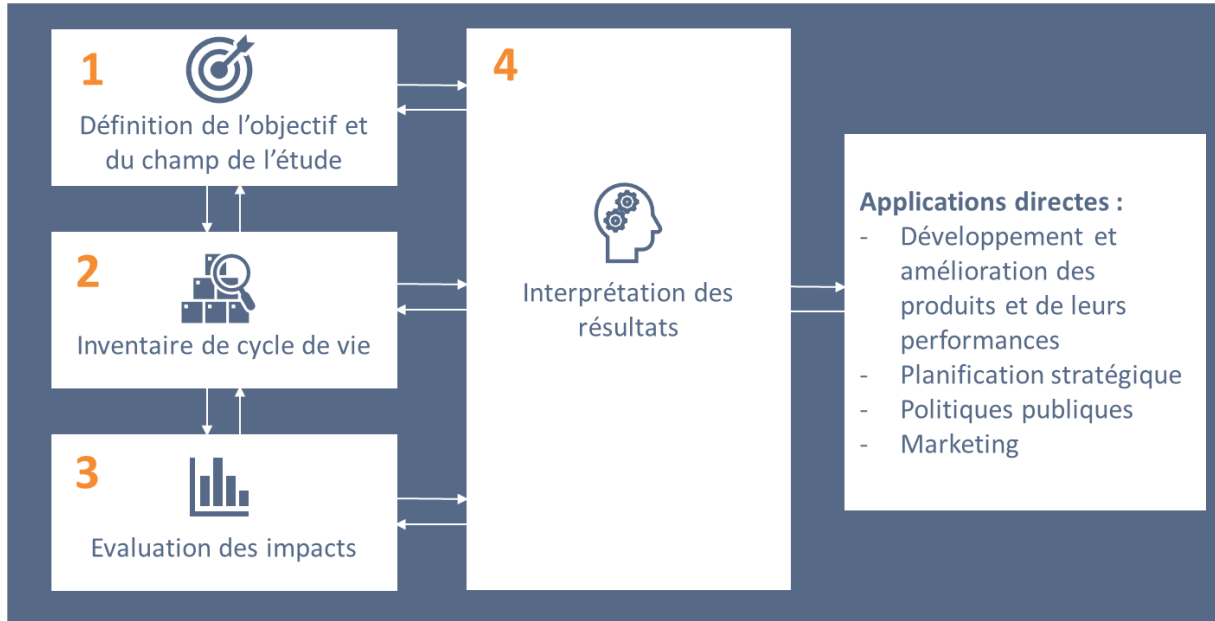 1
Définition de l’objectif et
du champ de l’étude
2
Inventaire de cycle de vie
3
Evaluation des impacts
4
Interprétation des
résultats
Applications directes :
- Développement et
amélioration des
produits et de leurs
performances
- Planification stratégique
- Politiques publiques
- Marketing